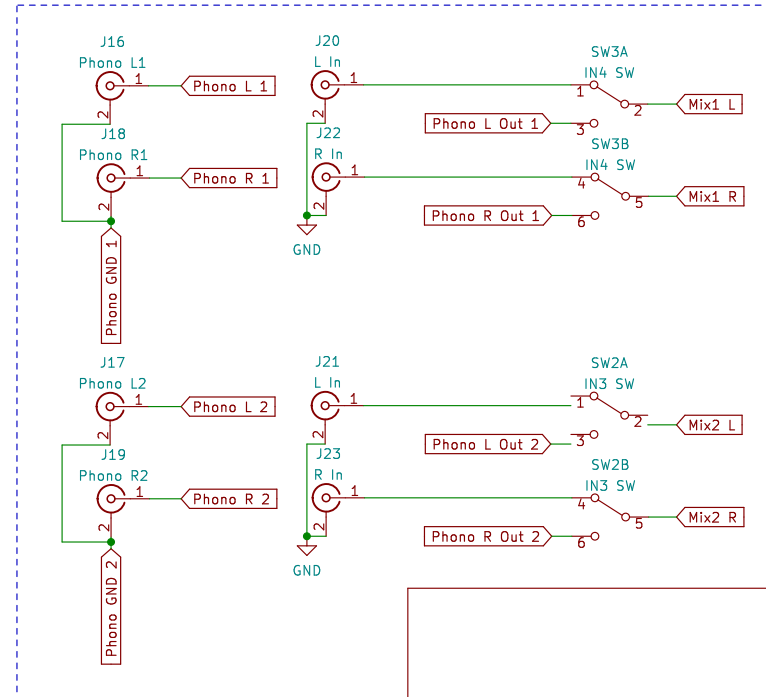 J16
Phono L1
1
2
Phono L 1
J18
Phono R1
1
2
Phono R 1
Phono GND 1
J20
L In
1
2
J22
R In
1
2
GND
SW3A
IN4 SW
1
2
3
Mix1 L
Phono L Out 1
SW3B
IN4 SW
4
5
6
Mix1 R
Phono R Out 1
J17
Phono L2
1
2
Phono L 2
J19
Phono R2
1
2
Phono R 2
Phono GND 2
J21
L In
1
2
J23
R In
1
2
GND
SW2A
IN3 SW
1
2
3
Mix2 L
Phono L Out 2
SW2B
IN3 SW
4
5
6
Mix2 R
Phono R Out 2